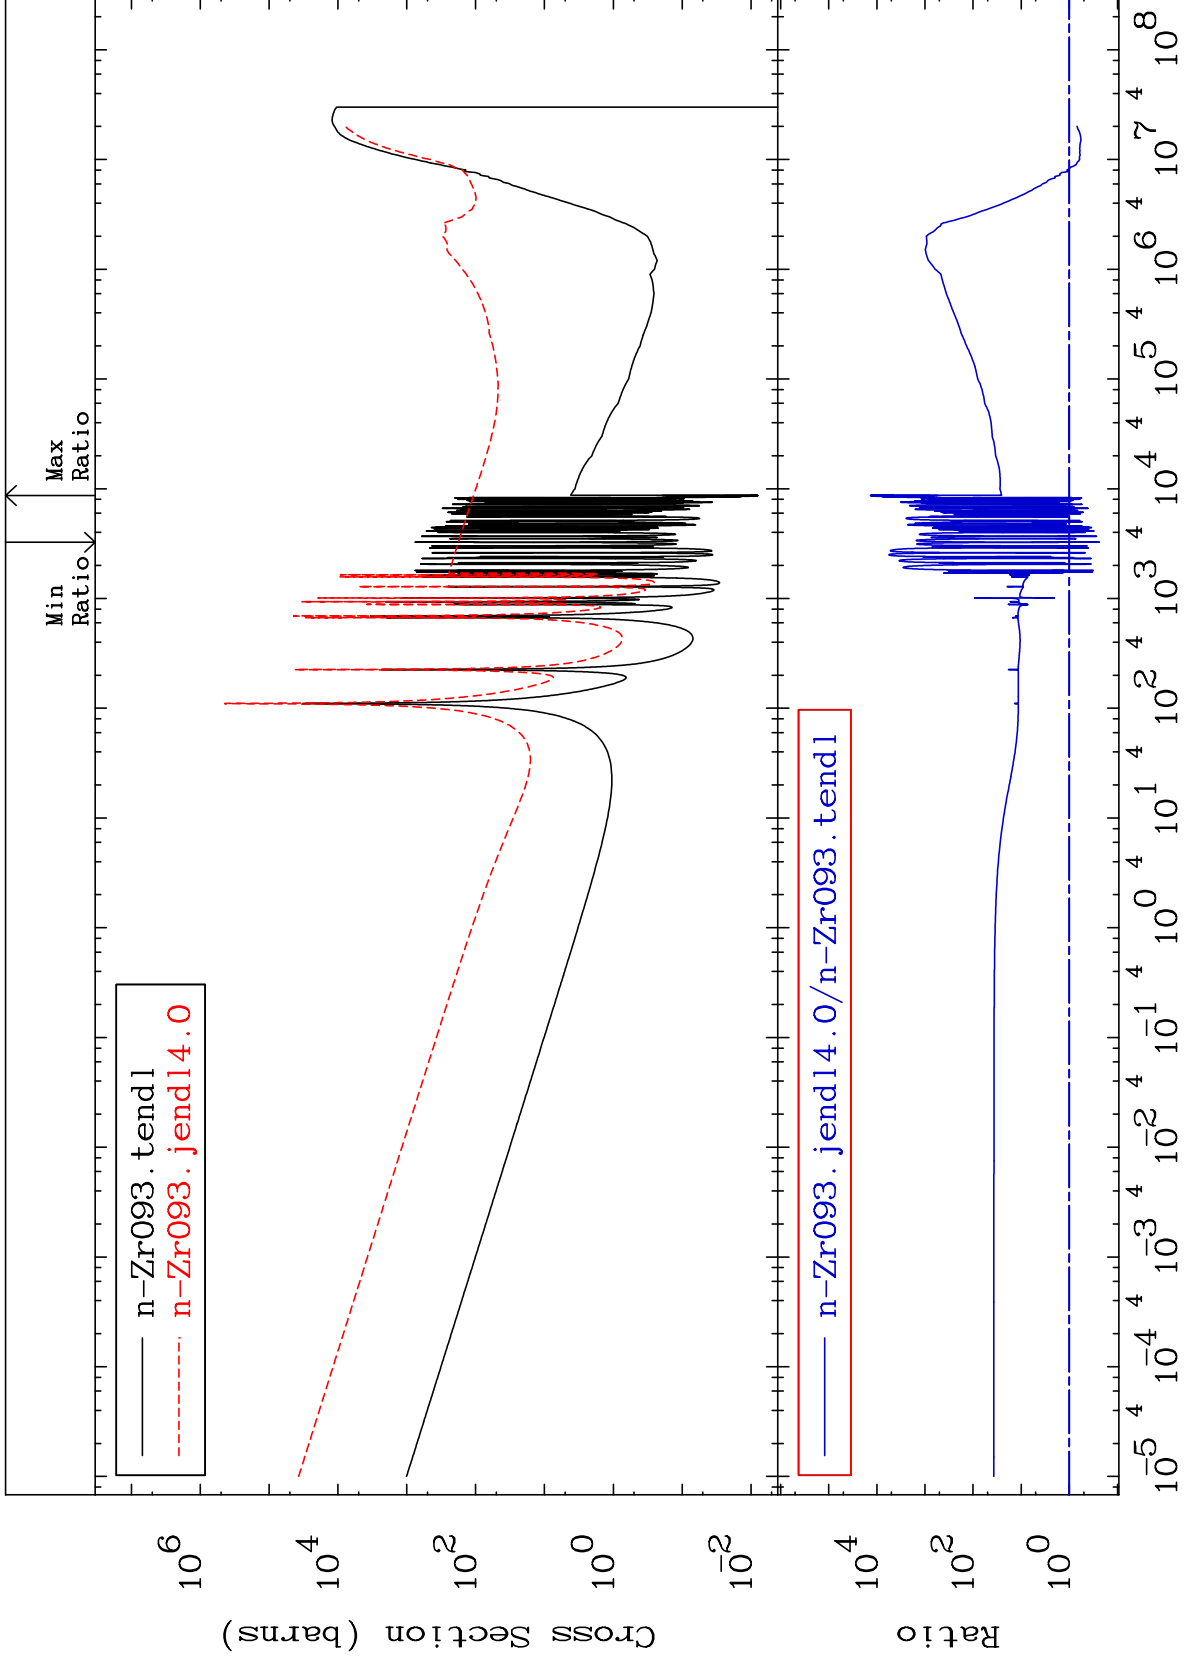 Min
Ratio
Max
Ratio
n-Zr093.tendl
n-Zr093.jendl4.0
10^6
10^4
10^2
10^0
10^-2
Cross Section (barns)
n-Zr093.jendl4.0/n-Zr093.tendl
10^4
10^2
10^0
Ratio
10^-5 4 10^-4 4 10^-3 4 10^-2 4 10^-1 4 10^0 4 10^1 4 10^2 4 10^3 4 10^4 4 10^5 4 10^6 4 10^7 4 10^8